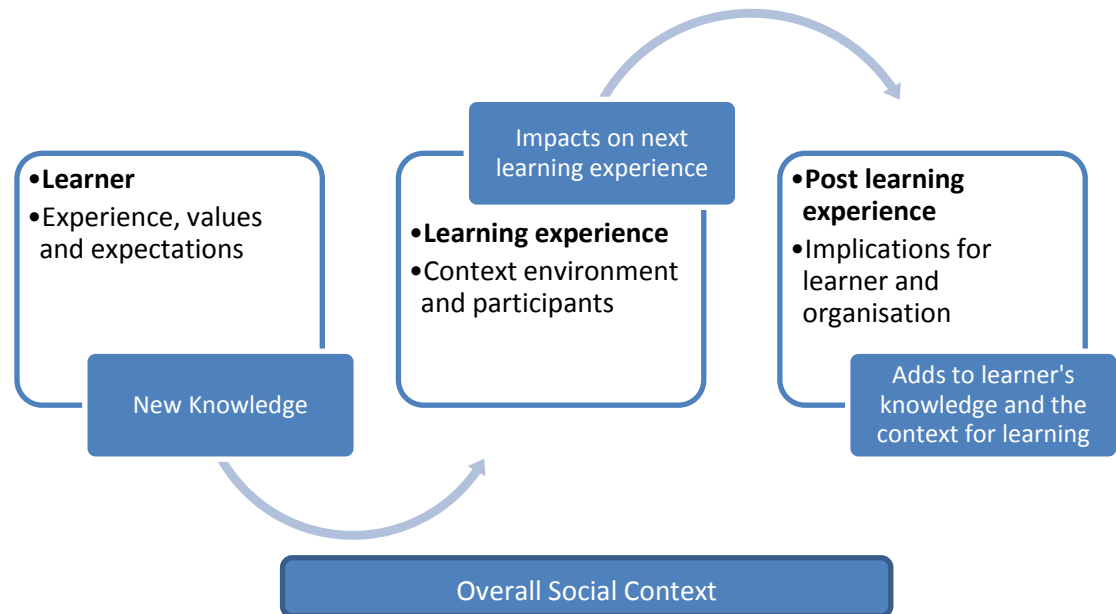 •Learner
•Experience, values
and expectations
New Knowledge
Impacts on next
learning experience
•Learning experience
•Context environment
and participants
•Post learning
experience
•Implications for
learner and
organisation
Adds to learner's
knowledge and the
context for learning
Overall Social Context